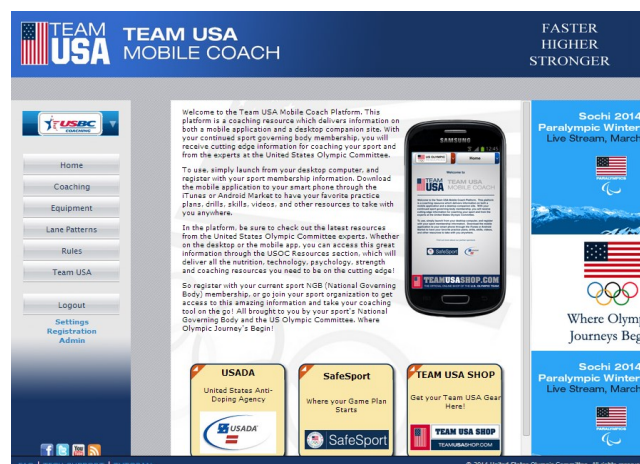 TEAM
USA
TEAM USA
MOBILE COACH
FASTER
HIGHER
STRONGER
USBC
COACHING
Home
Coaching
Equipment
Lane Patterns
Rules
Team USA
Logout
Settings
Registration
Admin
Welcome to the Team USA Mobile Coach Platform. This
platform is a coaching resource which delivers information on
both a mobile application and a desktop companion site. With
your continued sport governing body membership, you will
receive cutting edge information for coaching your sport and
from the experts at the United States Olympic Committee.
To use, simply launch from your desktop computer, and
register with your sport membership information. Download
the mobile application to your smart phone through the
iTunes or Android Market to have your favorite practice
plans, drills, skills, videos, and other resources to take with
you anywhere.
In the platform, be sure to check out the latest resources
from the United States Olympic Committee experts. Whether
on the desktop or the mobile app, you can access this great
information through the USOC Resources section, which will
deliver all the nutrition, technology, psychology, strength
and coaching resources you need to be on the cutting edge!
So register with your current sport NGB (National Governing
Body) membership, or go join your sport organization to get
access to this amazing information and take your coaching
tool on the go! All brought to you by your sport's National
Governing Body and the US Olympic Committee. Where
Olympic Journey's Begin!
SAMSUNG
Home
Welcome to
TEAM
USA
TEAM USA
MOBILE COACH
TEAMUSASHOP.COM
USADA
United States Anti-
Doping Agency
USADA
SafeSport
Where your Game Plan
Starts
SafeSport
TEAM USA SHOP
Get your Team USA Gear
Here!
TEAM USA SHOP
TEAMUSASHOP.COM
Sochi 2014
Paralympic Winter
Live Stream, March
Where Olymp
Journeys Beg
Sochi 2014
Paralympic Winter
Live Stream, March